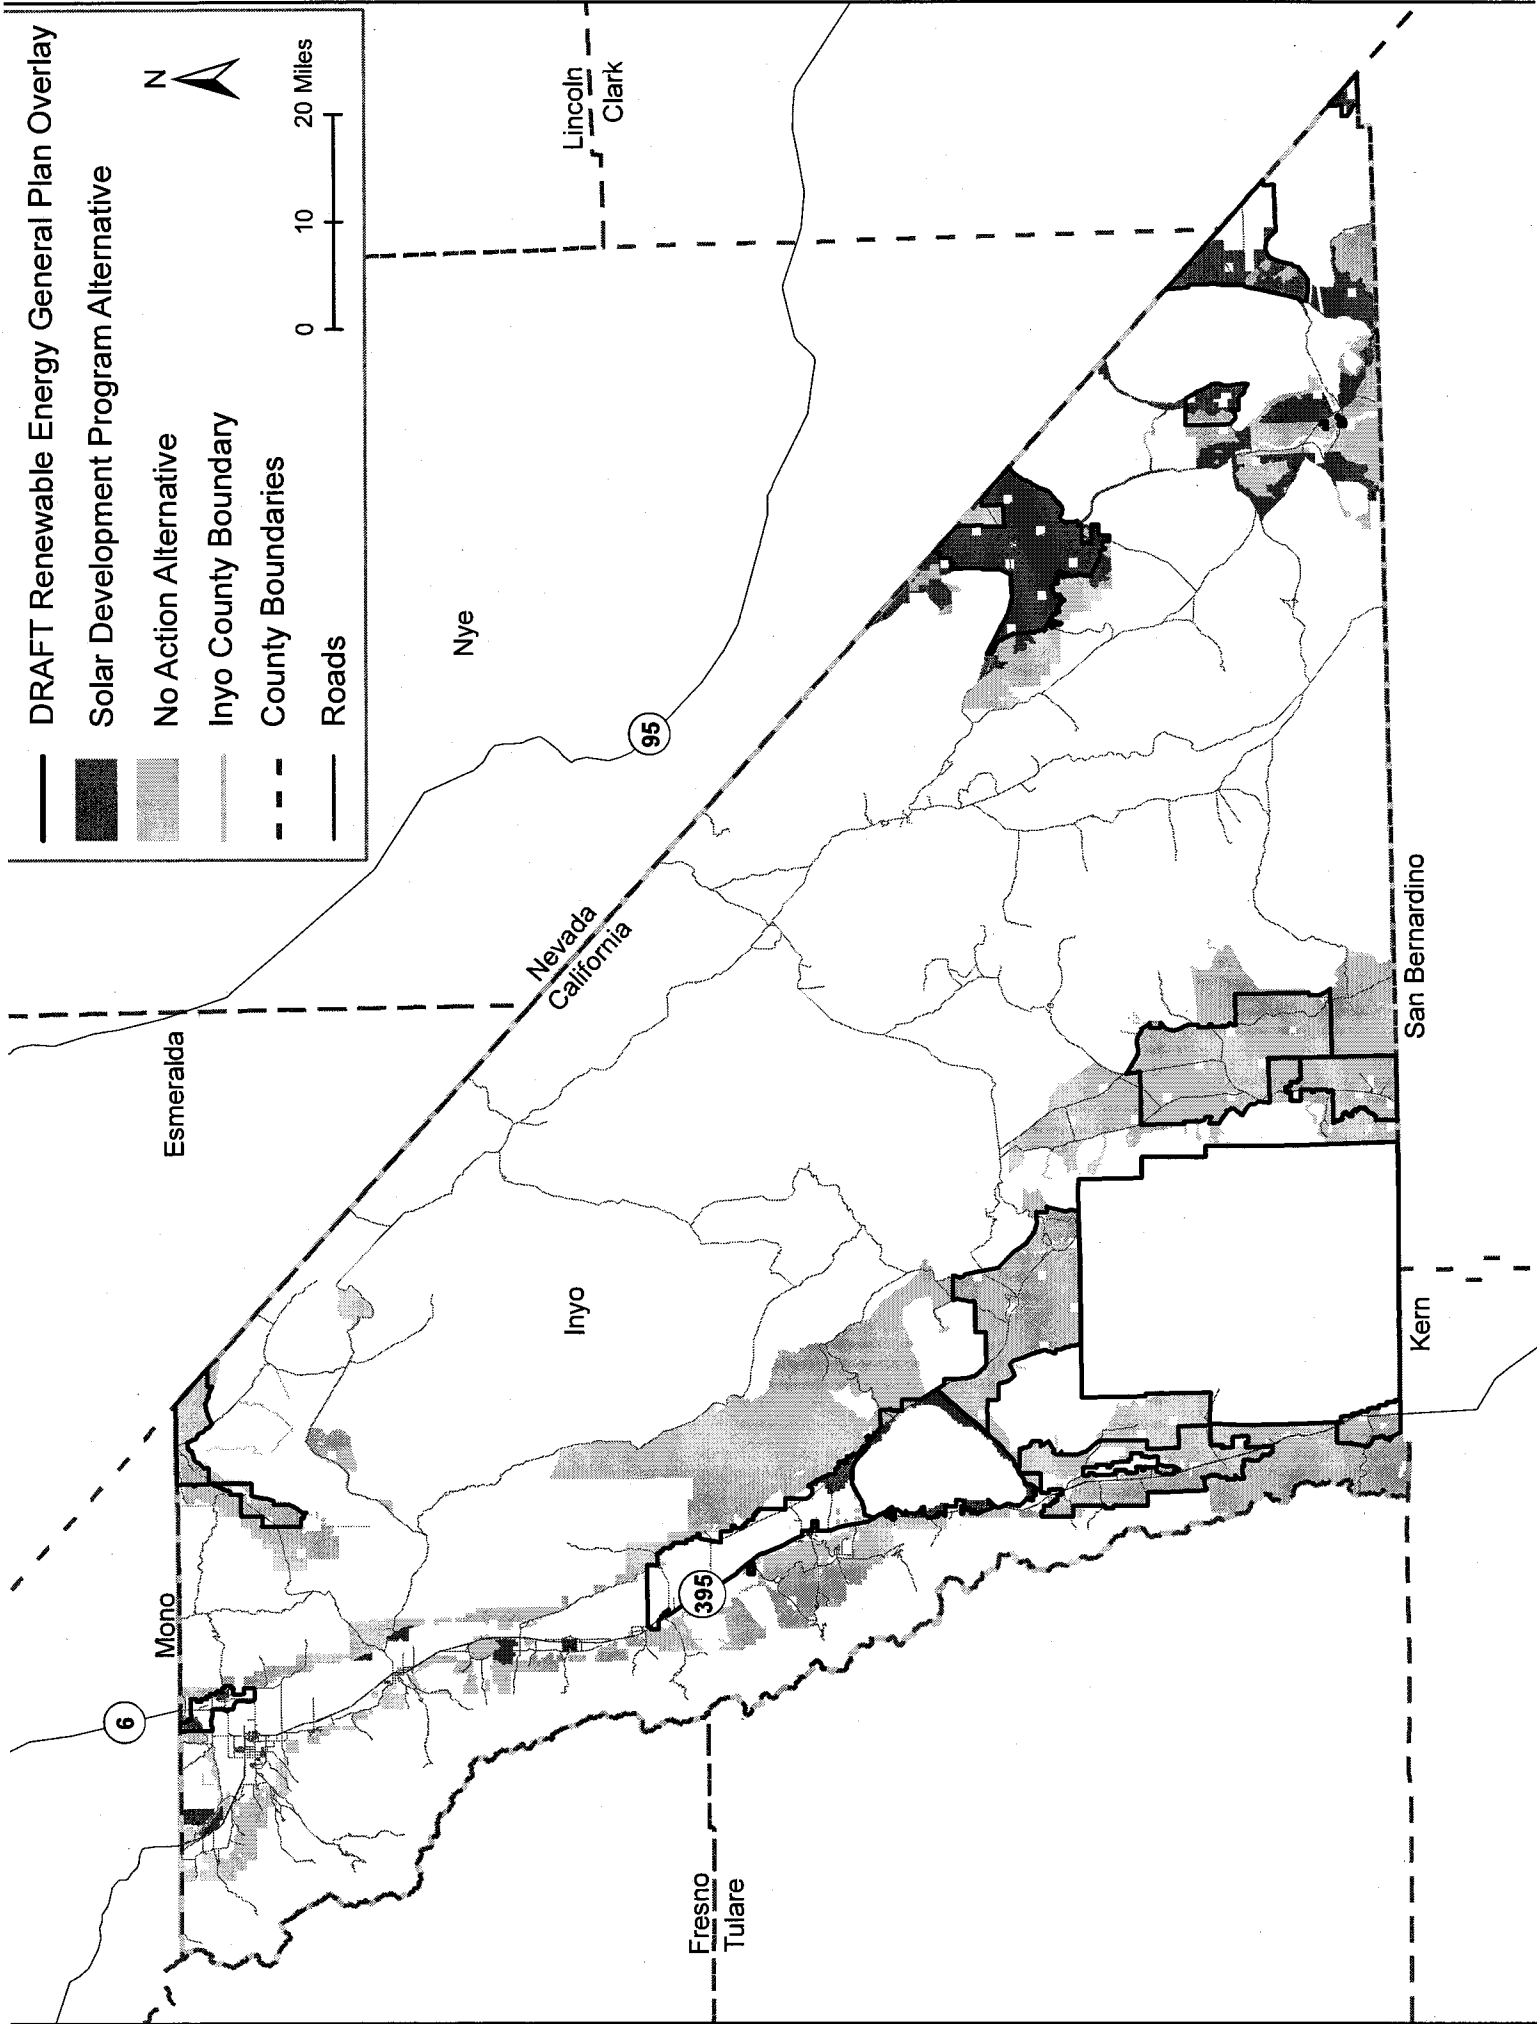 DRAFT Renewable Energy General Plan Overlay
Solar Development Program Alternative
No Action Alternative
Inyo County Boundary
County Boundaries
Roads
N
0 10 20 Miles
Esmeralda
Nye
Lincoln
Clark
Mono
6
95
Nevada
California
Inyo
395
Fresno
Tulare
Kern
San Bernardino